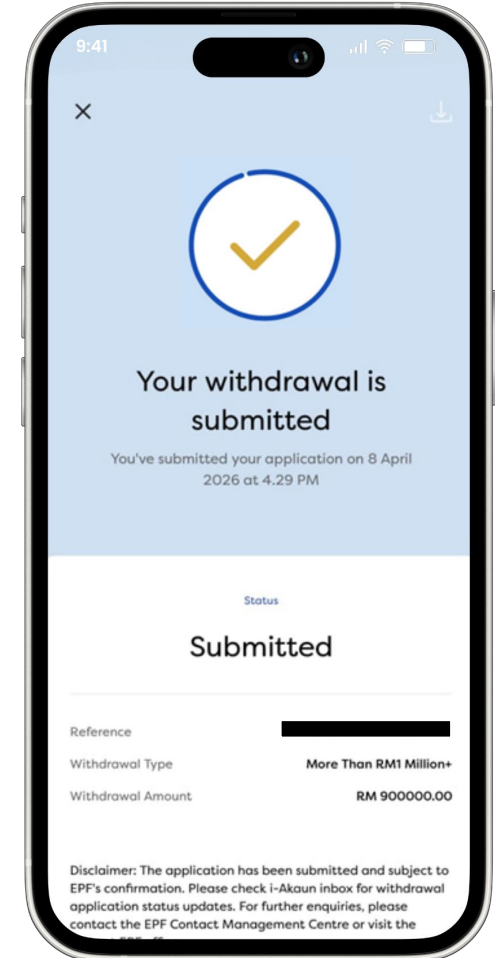 9:41
Your withdrawal is
submitted
You've submitted your application on 8 April
2026 at 4.29 PM
Status
Submitted
Reference
Withdrawal Type More Than RM1 Million+
Withdrawal Amount RM 900000.00
Disclaimer: The application has been submitted and subject to
EPF's confirmation. Please check i-Akaun inbox for withdrawal
application status updates. For further enquiries, please
contact the EPF Contact Management Centre or visit the